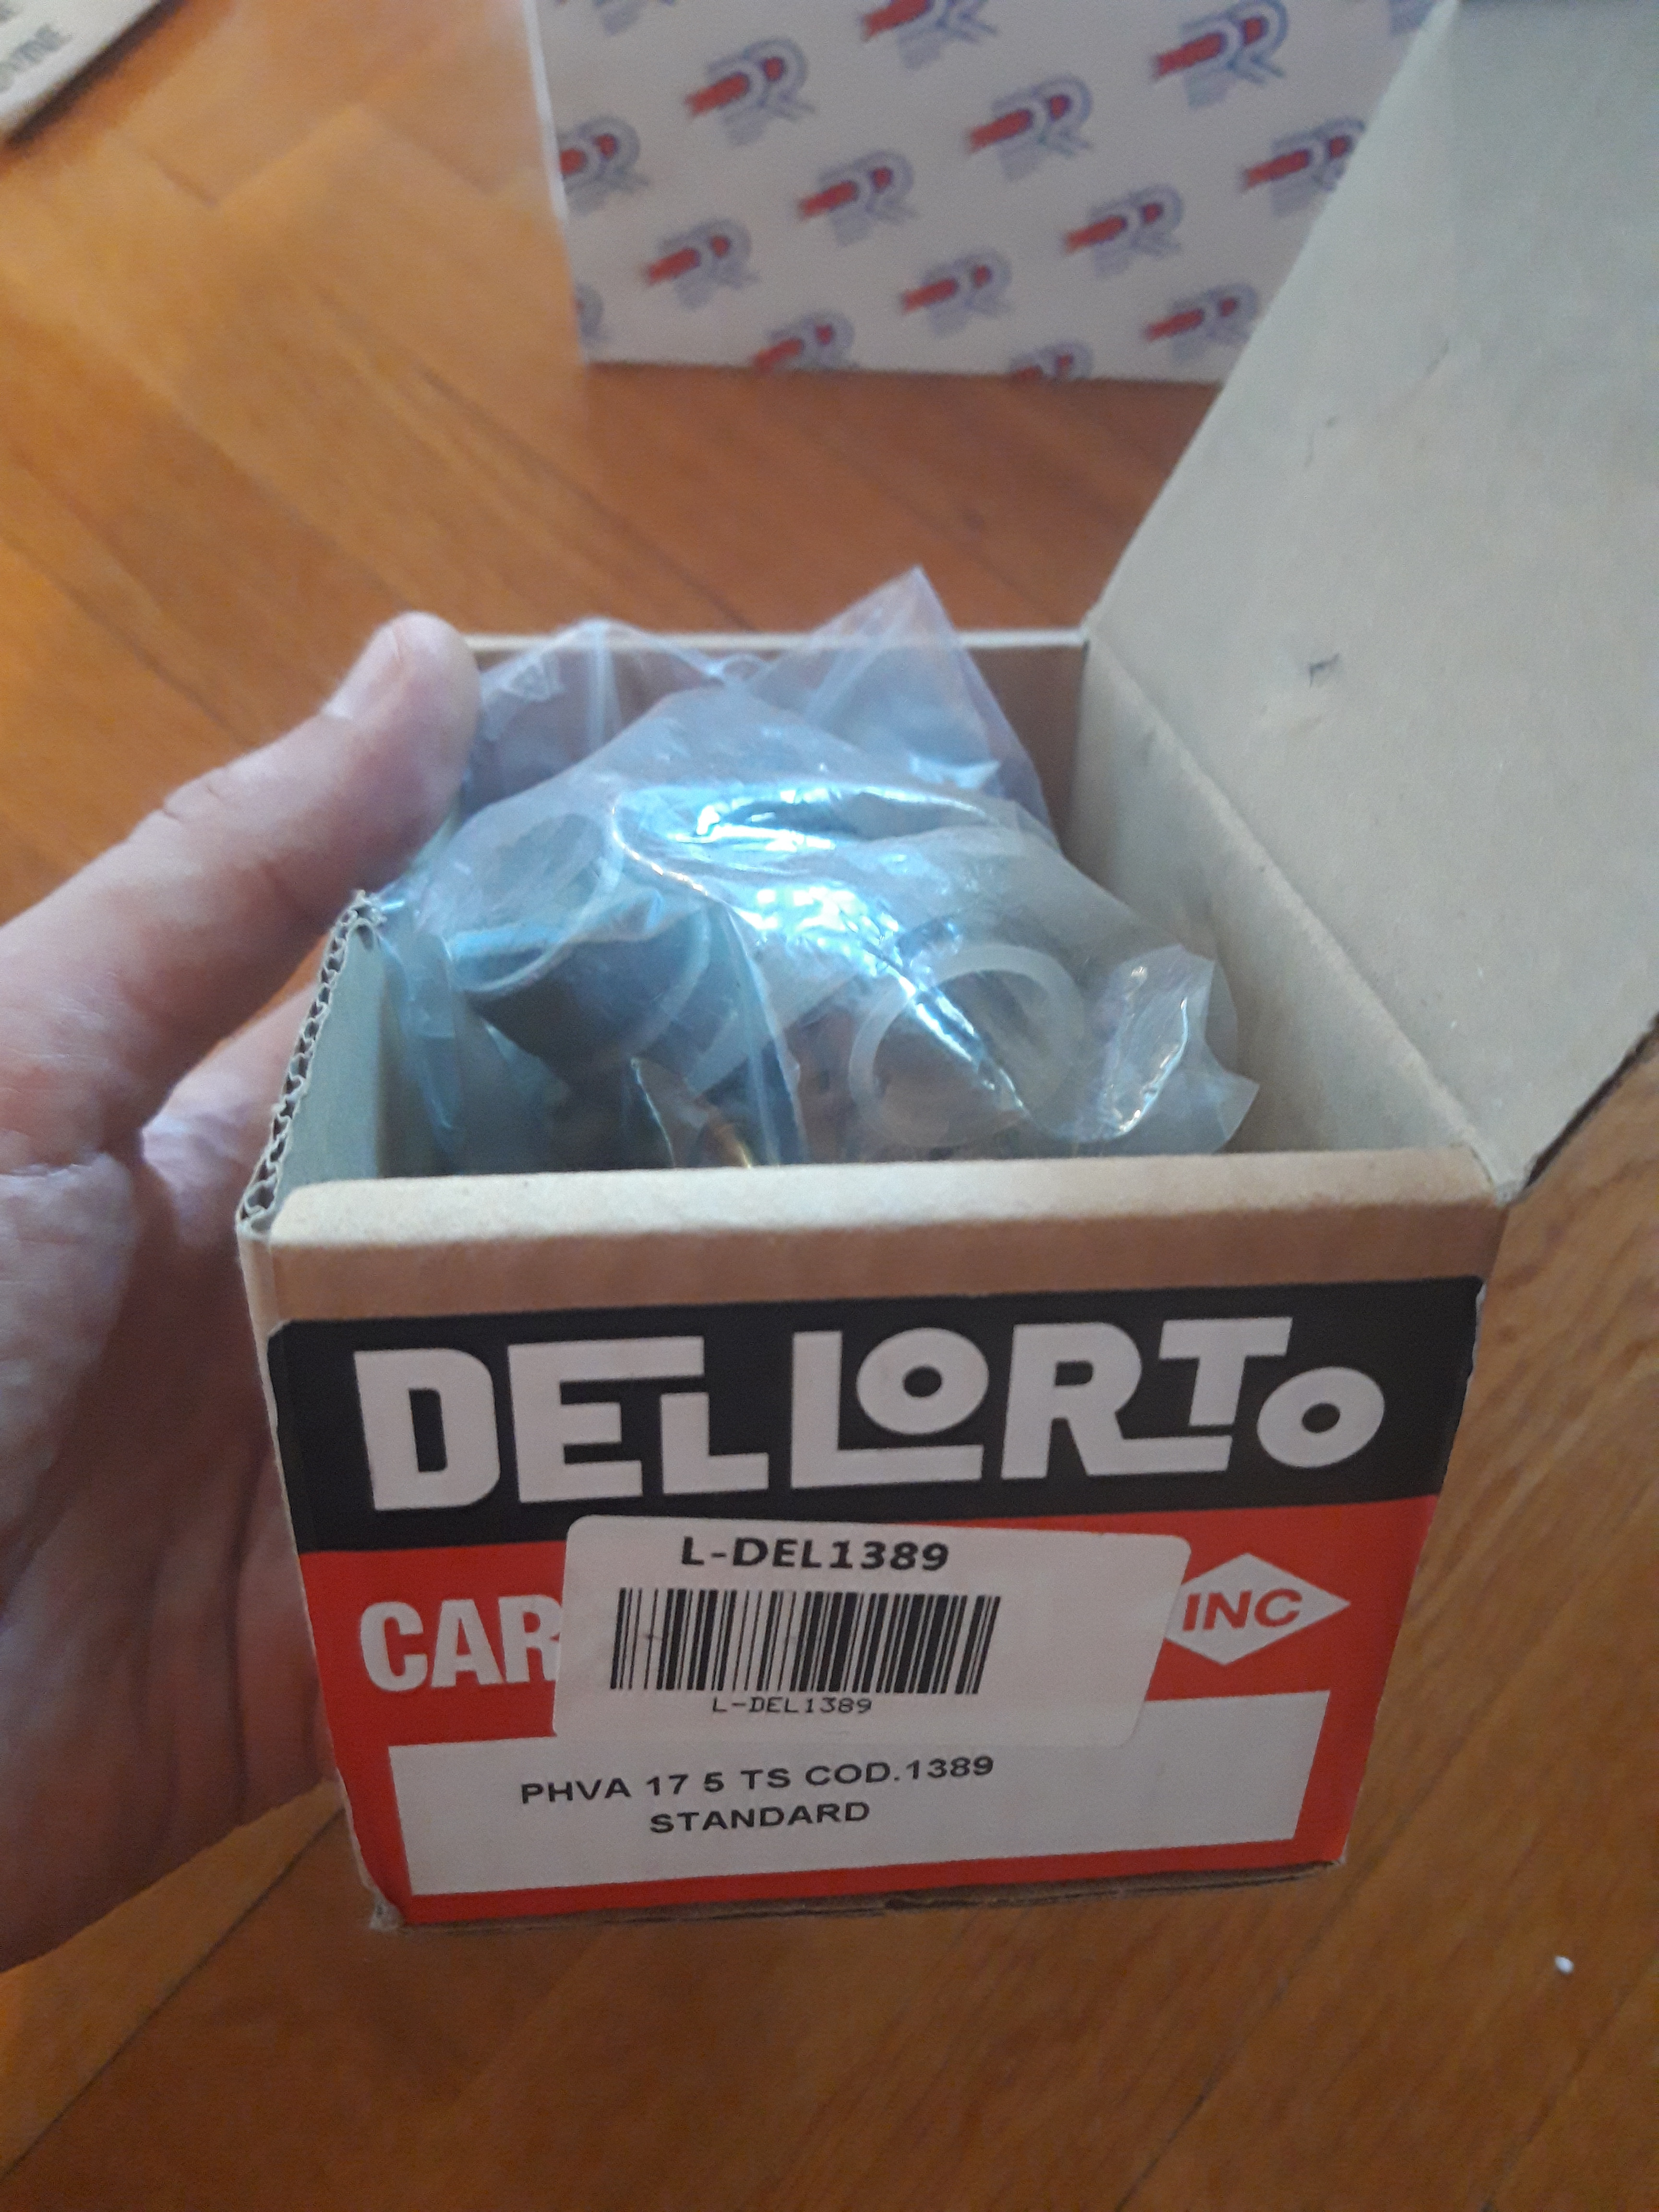 DELLORTO
L-DEL1389
CAR
INC
L-DEL1389
PHVA 17 5 TS COD.1389
STANDARD